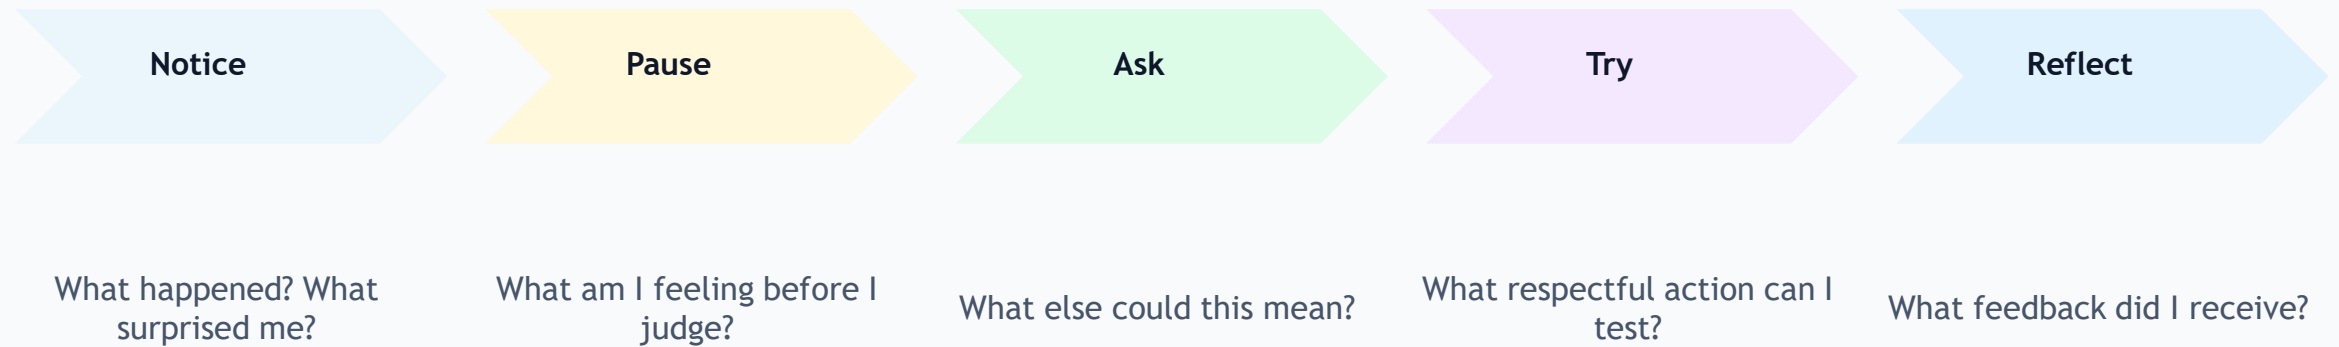 Notice
Pause
Ask
Try
Reflect
What happened? What
surprised me?
What am I feeling before I
judge?
What else could this mean?
What respectful action can I
test?
What feedback did I receive?